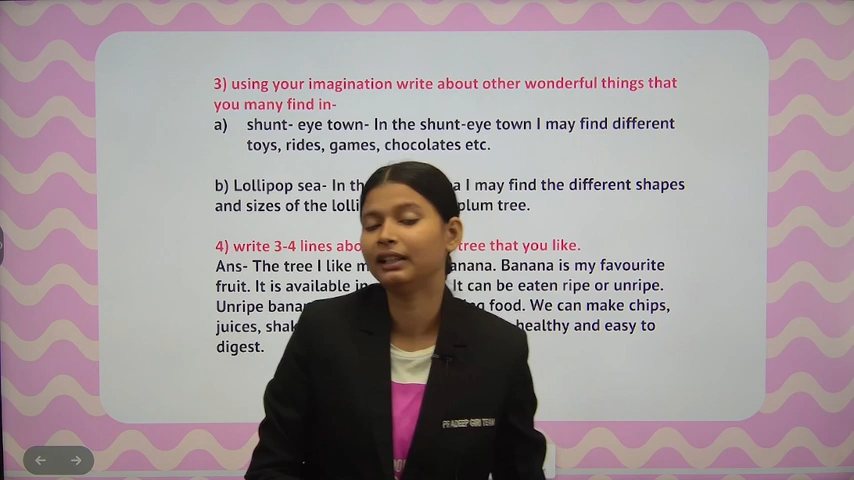 3) using your imagination write about other wonderful things that
you many find in-
a) shunt- eye town- In the shunt-eye town I may find different
toys, rides, games, chocolates etc.
b) Lollipop sea- In th a I may find the different shapes
and sizes of the lolli plum tree.
4) write 3-4 lines abo tree that you like.
Ans- The tree I like m anana. Banana is my favourite
fruit. It is available in It can be eaten ripe or unripe.
Unripe banan ng food. We can make chips,
juices, shak healthy and easy to
digest.
PRADEEP GIRI TEAM